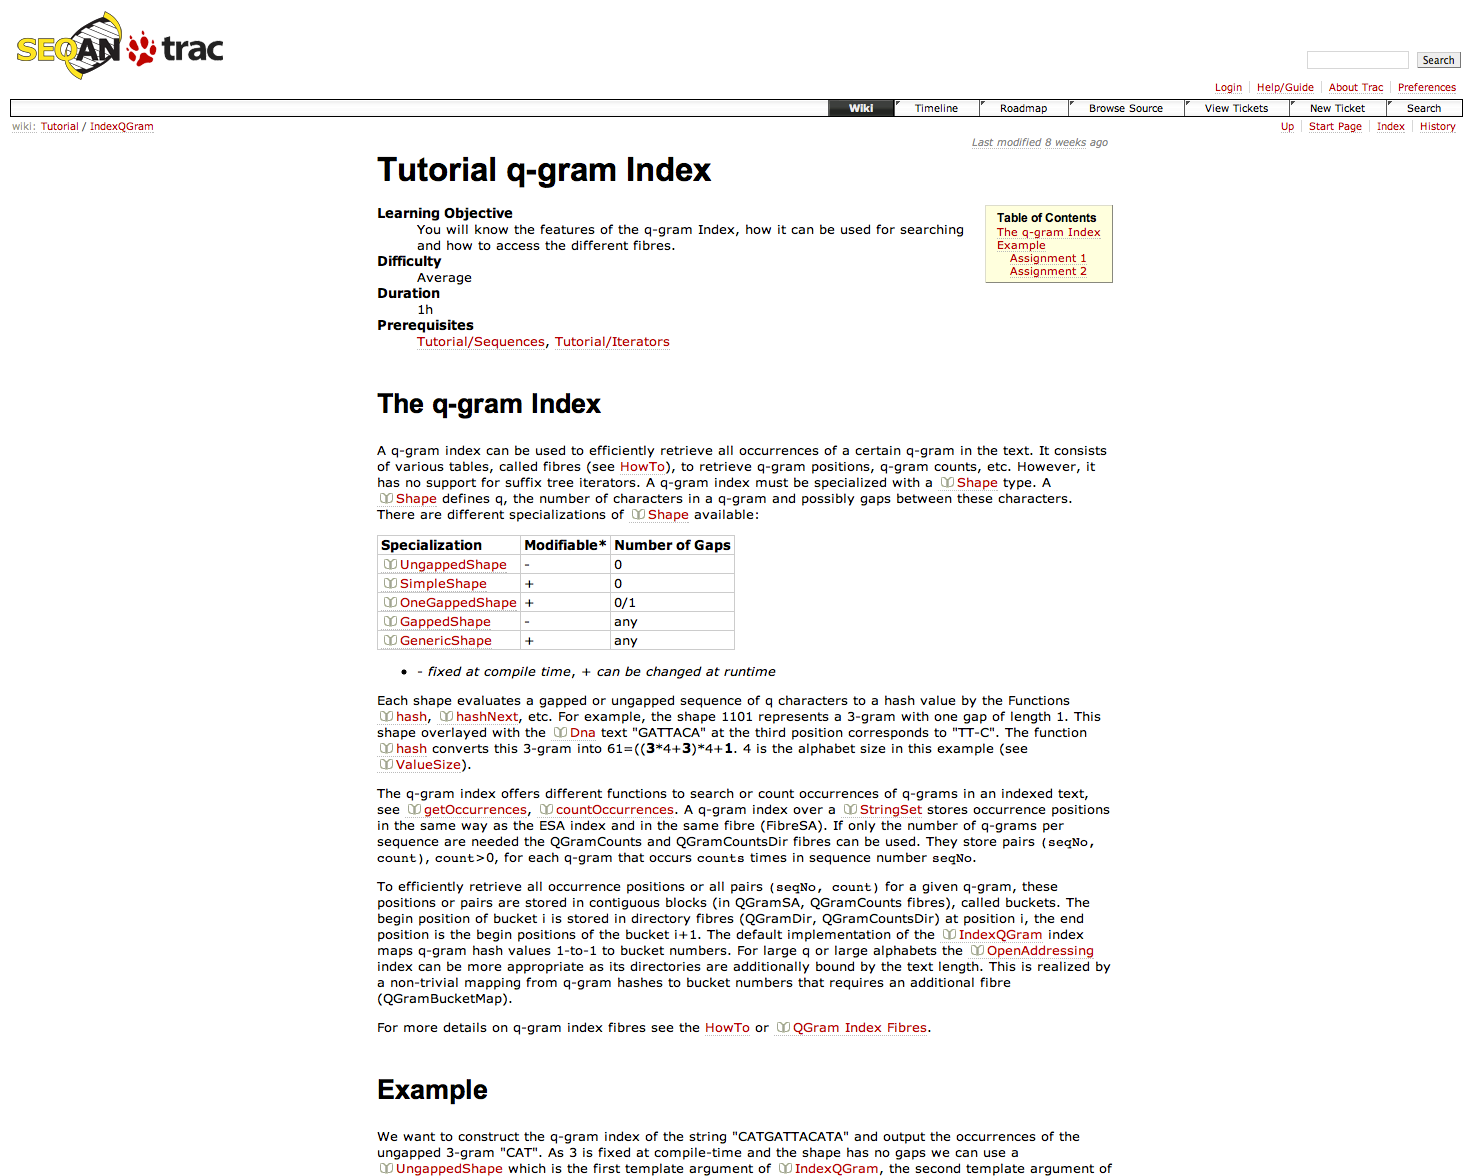 SEQAN trac
Search
Login Help/Guide About Trac Preferences
Wiki Timeline Roadmap Browse Source View Tickets New Ticket Search
wiki: Tutorial / IndexQGram
Up Start Page Index History
Last modified 8 weeks ago
Tutorial q-gram Index
Learning Objective
You will know the features of the q-gram Index, how it can be used for searching
and how to access the different fibres.
Difficulty
Average
Duration
1h
Prerequisites
Tutorial/Sequences, Tutorial/Iterators
Table of Contents
The q-gram Index
Example
Assignment 1
Assignment 2
The q-gram Index
A q-gram index can be used to efficiently retrieve all occurrences of a certain q-gram in the text. It consists
of various tables, called fibres (see HowTo), to retrieve q-gram positions, q-gram counts, etc. However, it
has no support for suffix tree iterators. A q-gram index must be specialized with a Shape type. A
Shape defines q, the number of characters in a q-gram and possibly gaps between these characters.
There are different specializations of Shape available:
Specialization Modifiable* Number of Gaps
UngappedShape - 0
SimpleShape + 0
OneGappedShape + 0/1
GappedShape - any
GenericShape + any
• - fixed at compile time, + can be changed at runtime
Each shape evaluates a gapped or ungapped sequence of q characters to a hash value by the Functions
hash, hashNext, etc. For example, the shape 1101 represents a 3-gram with one gap of length 1. This
shape overlayed with the Dna text "GATTACA" at the third position corresponds to "TT-C". The function
hash converts this 3-gram into 61=((3*4+3)*4+1. 4 is the alphabet size in this example (see
ValueSize).
The q-gram index offers different functions to search or count occurrences of q-grams in an indexed text,
see getOccurrences, countOccurrences. A q-gram index over a StringSet stores occurrence positions
in the same way as the ESA index and in the same fibre (FibreSA). If only the number of q-grams per
sequence are needed the QGramCounts and QGramCountsDir fibres can be used. They store pairs (seqNo,
count), count>0, for each q-gram that occurs counts times in sequence number seqNo.
To efficiently retrieve all occurrence positions or all pairs (seqNo, count) for a given q-gram, these
positions or pairs are stored in contiguous blocks (in QGramSA, QGramCounts fibres), called buckets. The
begin position of bucket i is stored in directory fibres (QGramDir, QGramCountsDir) at position i, the end
position is the begin positions of the bucket i+1. The default implementation of the IndexQGram index
maps q-gram hash values 1-to-1 to bucket numbers. For large q or large alphabets the OpenAddressing
index can be more appropriate as its directories are additionally bound by the text length. This is realized by
a non-trivial mapping from q-gram hashes to bucket numbers that requires an additional fibre
(QGramBucketMap).
For more details on q-gram index fibres see the HowTo or QGram Index Fibres.
Example
We want to construct the q-gram index of the string "CATGATTACATA" and output the occurrences of the
ungapped 3-gram "CAT". As 3 is fixed at compile-time and the shape has no gaps we can use a
UngappedShape which is the first template argument of IndexQGram, the second template argument of